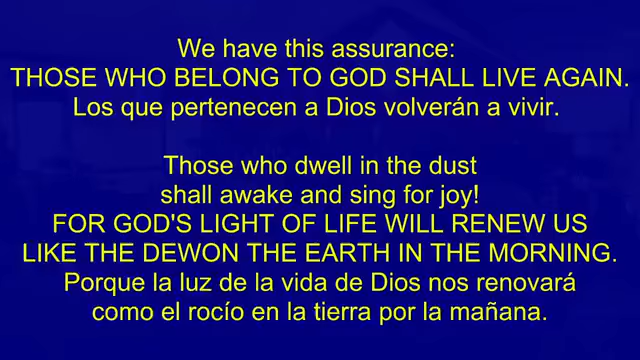 We have this assurance:
THOSE WHO BELONG TO GOD SHALL LIVE AGAIN.
Los que pertenecen a Dios volverán a vivir.
Those who dwell in the dust
shall awake and sing for joy!
FOR GOD'S LIGHT OF LIFE WILL RENEW US
LIKE THE DEWON THE EARTH IN THE MORNING.
Porque la luz de la vida de Dios nos renovará
como el rocío en la tierra por la mañana.